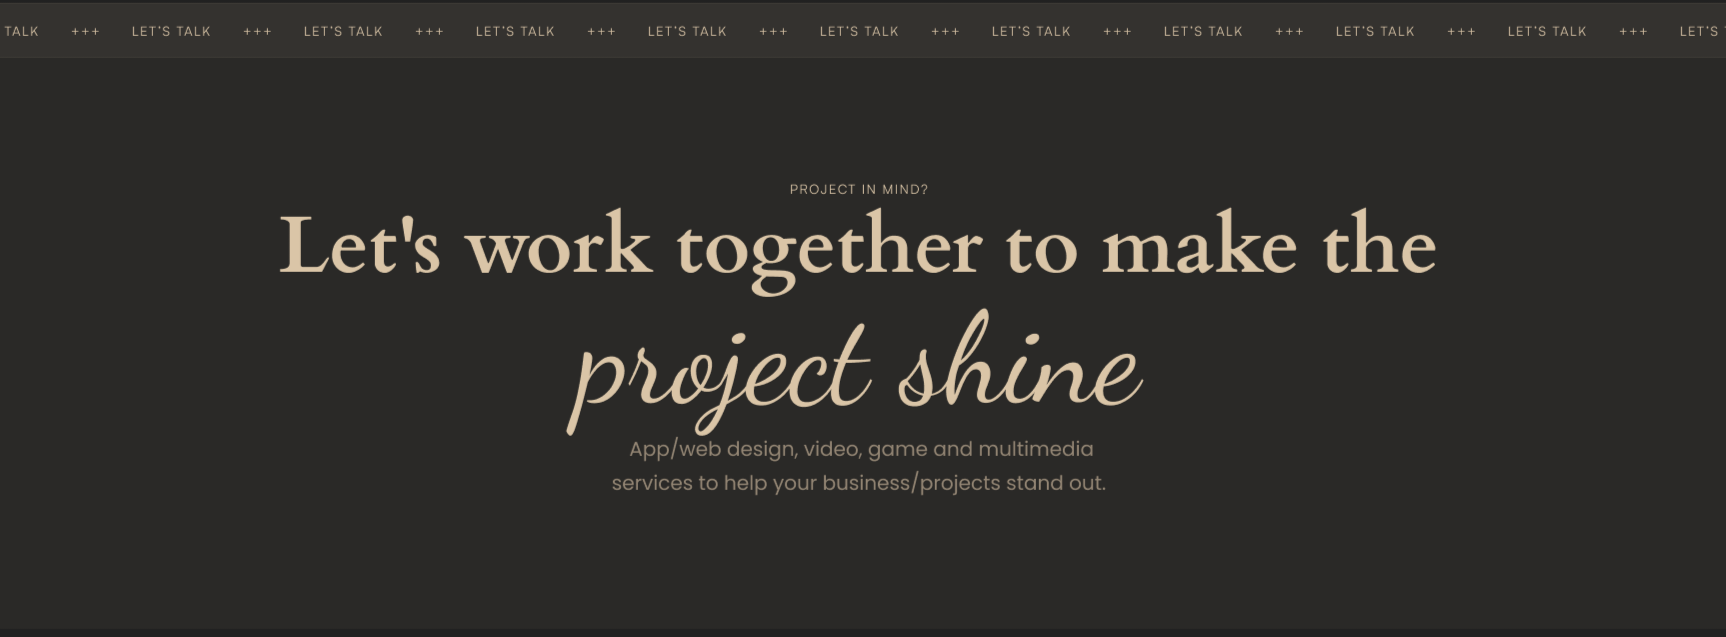 TALK +++ LET'S TALK +++ LET'S TALK +++ LET'S TALK +++ LET'S TALK +++ LET'S TALK +++ LET'S TALK +++ LET'S TALK +++ LET'S TALK +++ LET'S TALK +++ LET'S
PROJECT IN MIND?
Let's work together to make the
project shine
App/web design, video, game and multimedia
services to help your business/projects stand out.